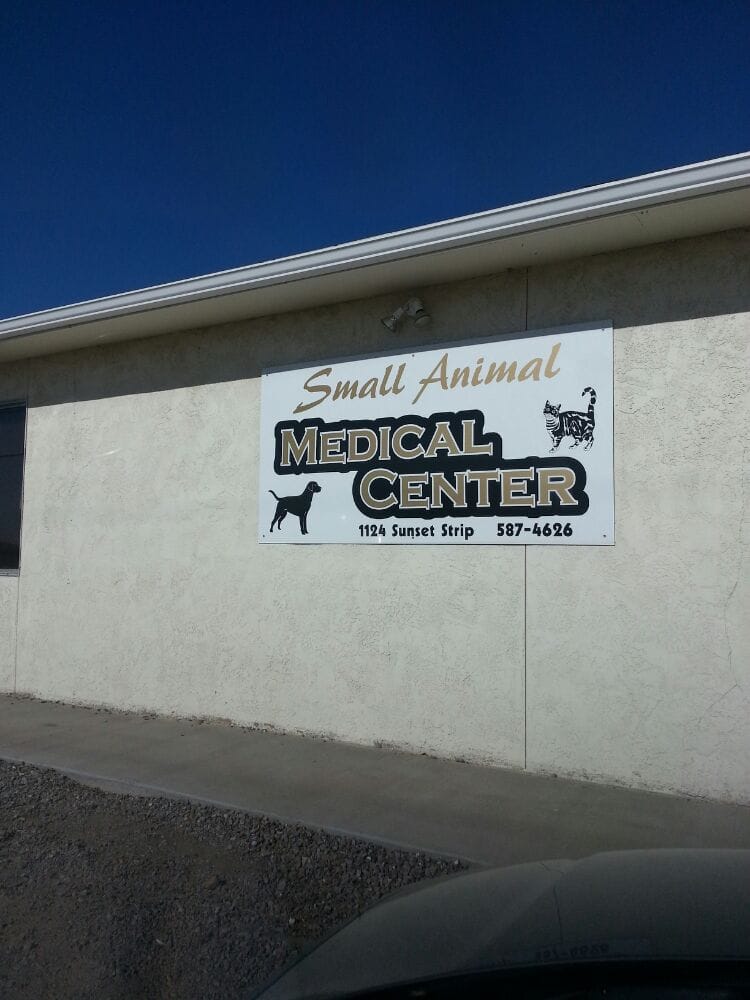 Small Animal
MEDICAL
CENTER
1124 Sunset Strip 587-4626